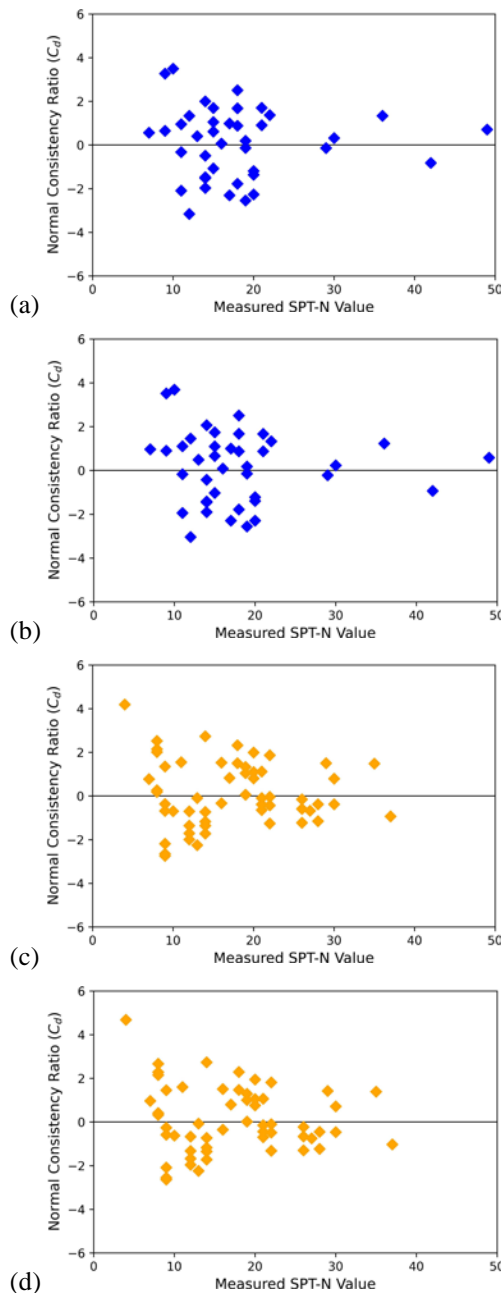 6
4
2
0
−2
−4
−6
Normal Consistency Ratio (Cd)
0 10 20 30 40 50
(a) Measured SPT-N Value
6
4
2
0
−2
−4
−6
Normal Consistency Ratio (Cd)
0 10 20 30 40 50
(b) Measured SPT-N Value
6
4
2
0
−2
−4
−6
Normal Consistency Ratio (Cd)
0 10 20 30 40 50
(c) Measured SPT-N Value
6
4
2
0
−2
−4
−6
Normal Consistency Ratio (Cd)
0 10 20 30 40 50
(d) Measured SPT-N Value